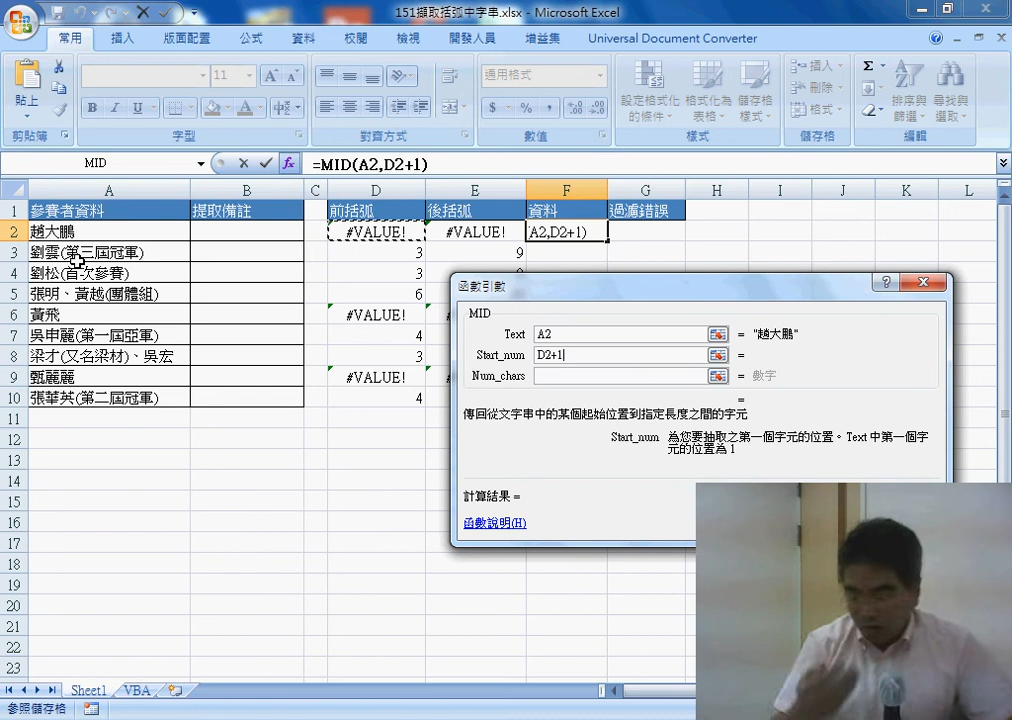 151擷取括弧中字串.xlsx - Microsoft Excel
常用 插入 版面配置 公式 資料 校閱 檢視 開發人員 增益集 Universal Document Converter
貼上 11 通用格式 設定格式化的條件 格式化為表格 儲存格樣式 插入 刪除 格式 排序與篩選 尋找與選取
剪貼簿 字型 對齊方式 數值 樣式 儲存格 編輯
MID =MID(A2,D2+1)
A B C D E F G H I J K L
1 參賽者資料 提取備註 前括弧 後括弧 資料 過濾錯誤
2 趙大鵬 #VALUE! #VALUE! A2,D2+1)
3 劉雲(第三屆冠軍) 3 9
4 劉松(首次參賽) 3
5 張明、黃越(團體組) 6
6 黃飛 #VALUE!
7 吳申麗(第一屆亞軍) 4
8 梁才(又名梁材)、吳宏 3
9 甄麗麗 #VALUE!
10 張華英(第二屆冠軍) 4
11
12
13
14
15
16
17
18
19
20
21
22
23
函數引數
MID
Text A2 = "趙大鵬"
Start_num D2+1 =
Num_chars = 數字
=
傳回從文字串中的某個起始位置到指定長度之間的字元
Start_num 為您要抽取之第一個字元的位置。Text 中第一個字
元的位置為 1
計算結果 =
函數說明(H)
Sheet1 VBA
參照儲存格